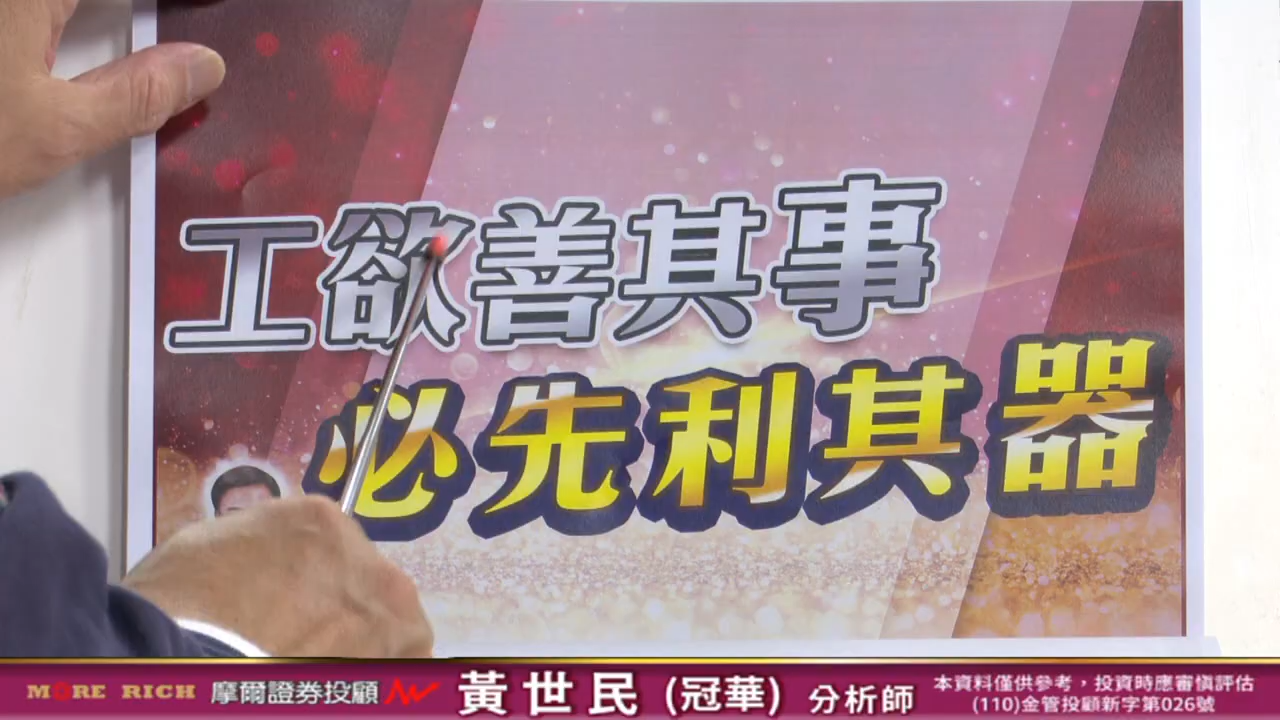 工欲善其事
必先利其器
MORE RICH 摩爾證券投顧 黃世民(冠華) 分析師
本資料僅供參考,投資時應審慎評估
(110)金管投顧新字第026號